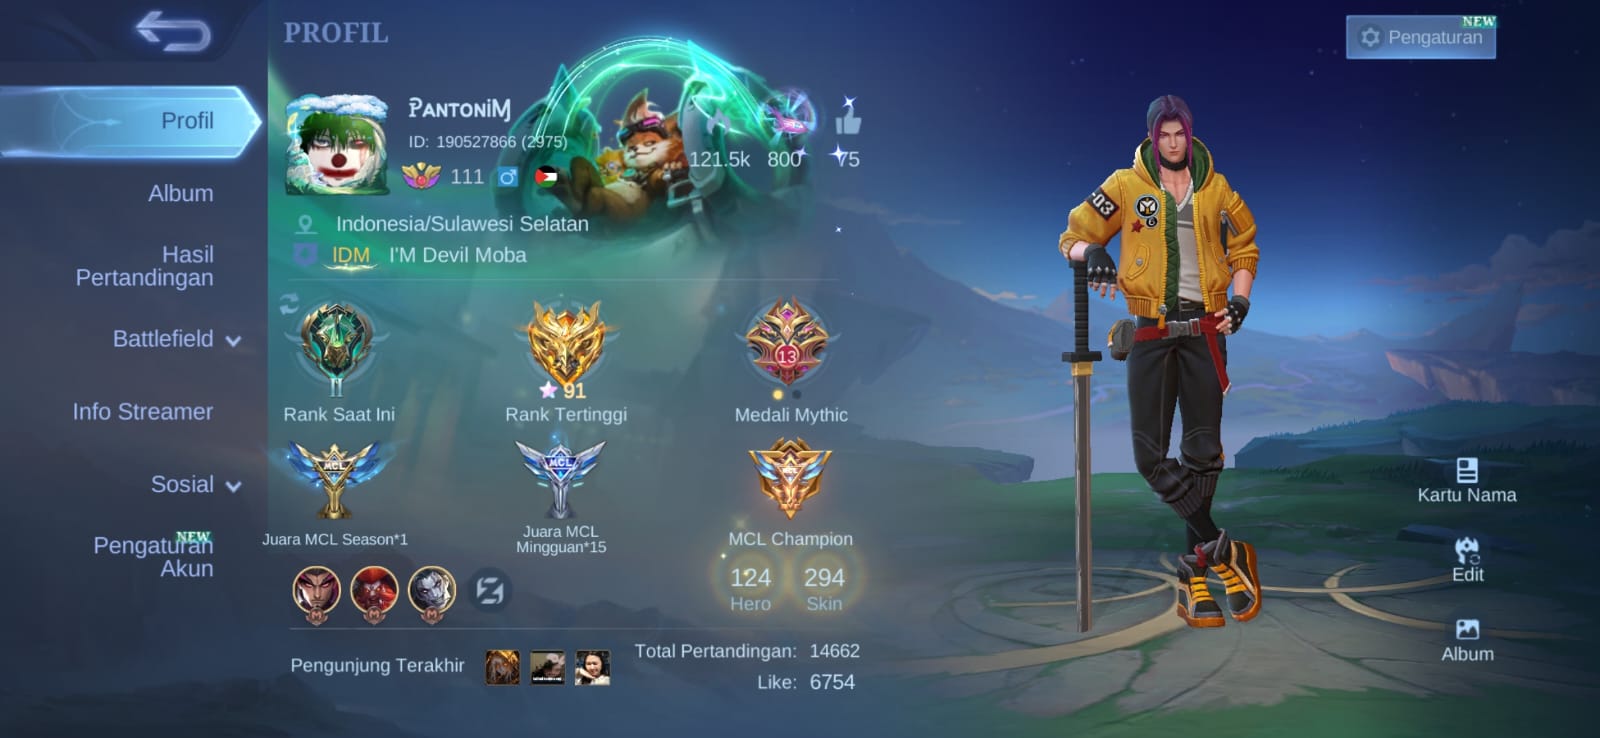 PROFIL
NEW
Pengaturan
Profil
Album
Hasil
Pertandingan
Battlefield
Info Streamer
Sosial
NEW
Pengaturan
Akun
PANTONIM
ID: 190527866 (2975)
111
121.5k 800 75
Indonesia/Sulawesi Selatan
IDM I'M Devil Moba
II
91
13
Rank Saat Ini
Rank Tertinggi
Medali Mythic
MCL
MCL
MCL
Juara MCL Season*1
Juara MCL
Mingguan*15
MCL Champion
124
Hero
294
Skin
M
M
M
Pengunjung Terakhir
Total Pertandingan: 14662
Like: 6754
-03
Kartu Nama
Edit
Album